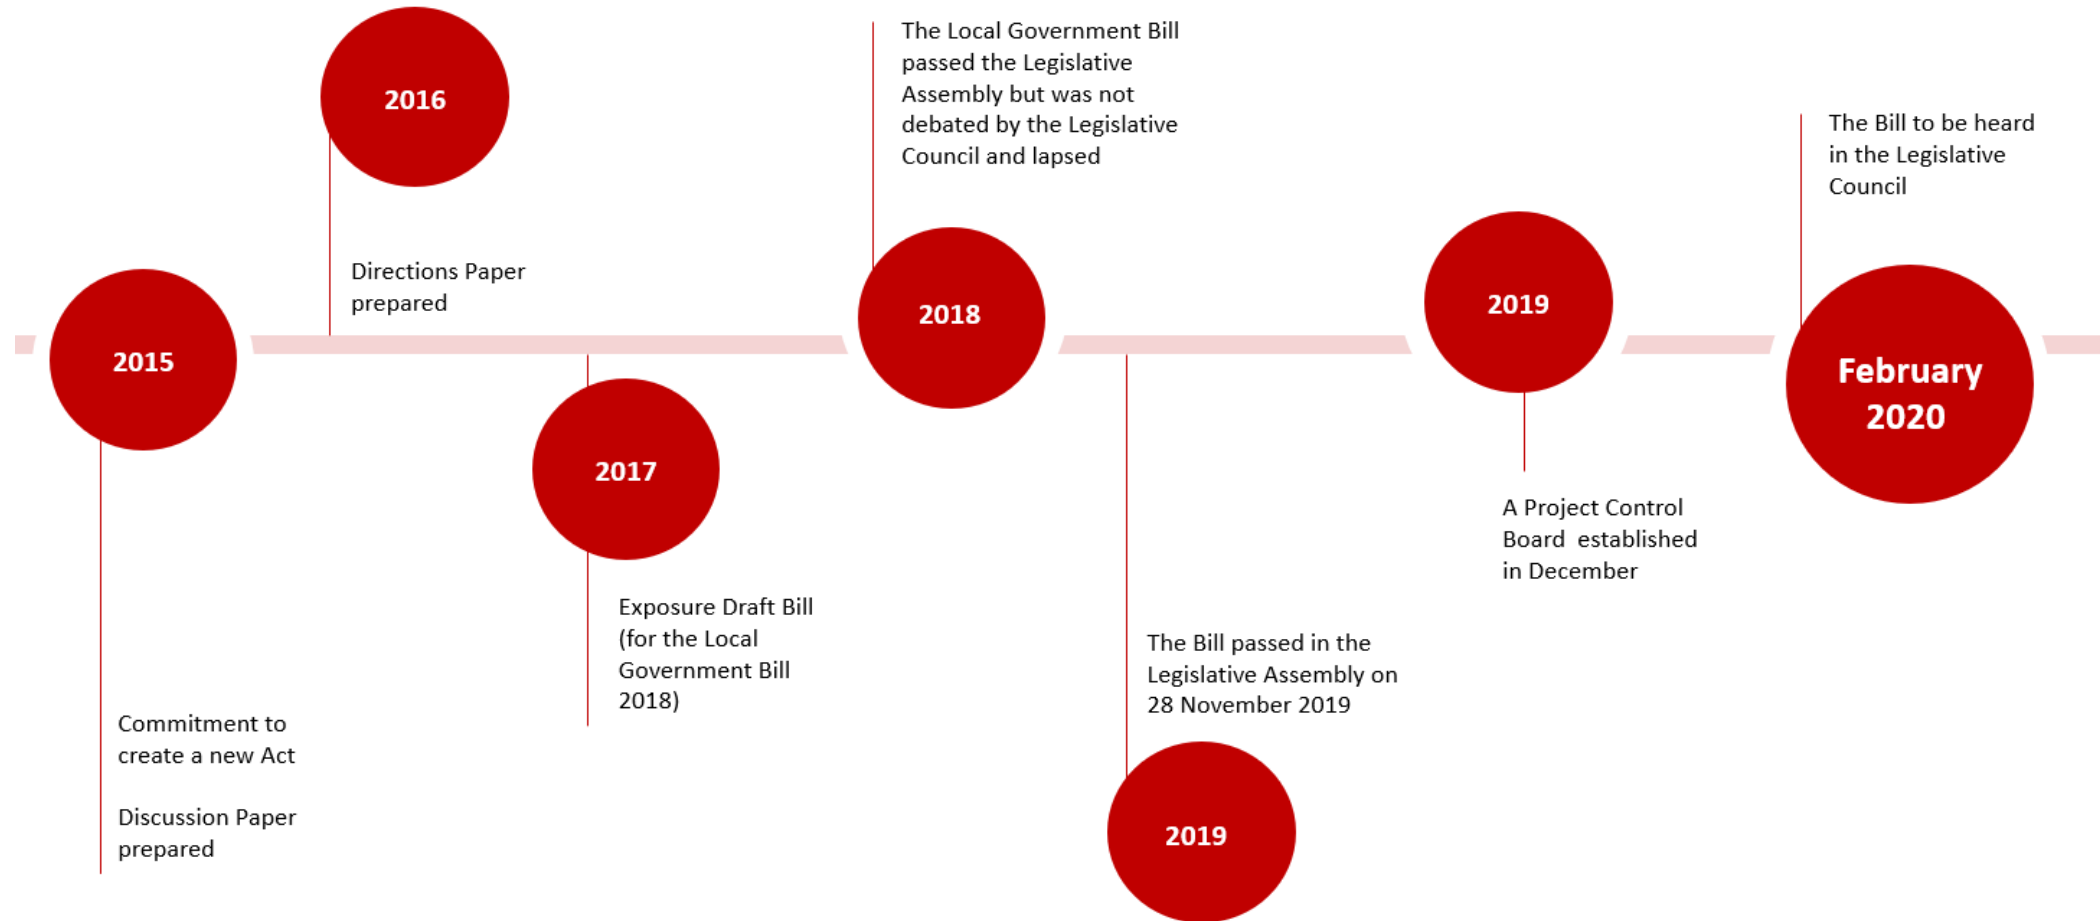 2015
Commitment to
create a new Act
Discussion Paper
prepared
2016
Directions Paper
prepared
2017
Exposure Draft Bill
(for the Local
Government Bill
2018)
The Local Government Bill
passed the Legislative
Assembly but was not
debated by the Legislative
Council and lapsed
2018
The Bill passed in the
Legislative Assembly on
28 November 2019
2019
2019
A Project Control
Board  established
in December
The Bill to be heard
in the Legislative
Council
February
2020